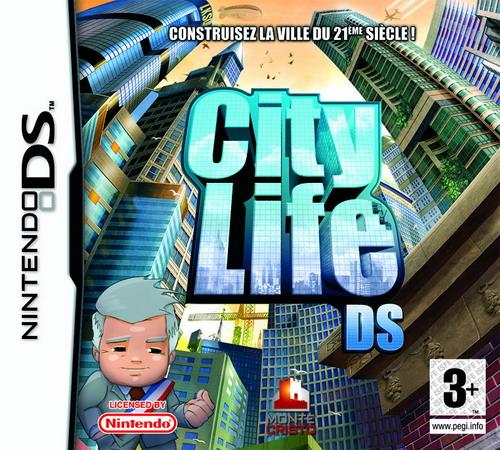 CONSTRUISEZ LA VILLE DU 21ÈME SIÈCLE !
NINTENDO DS™
City
Life
DS
LICENSED BY
Nintendo®
MONTE
CRISTO
3+
www.pegi.info